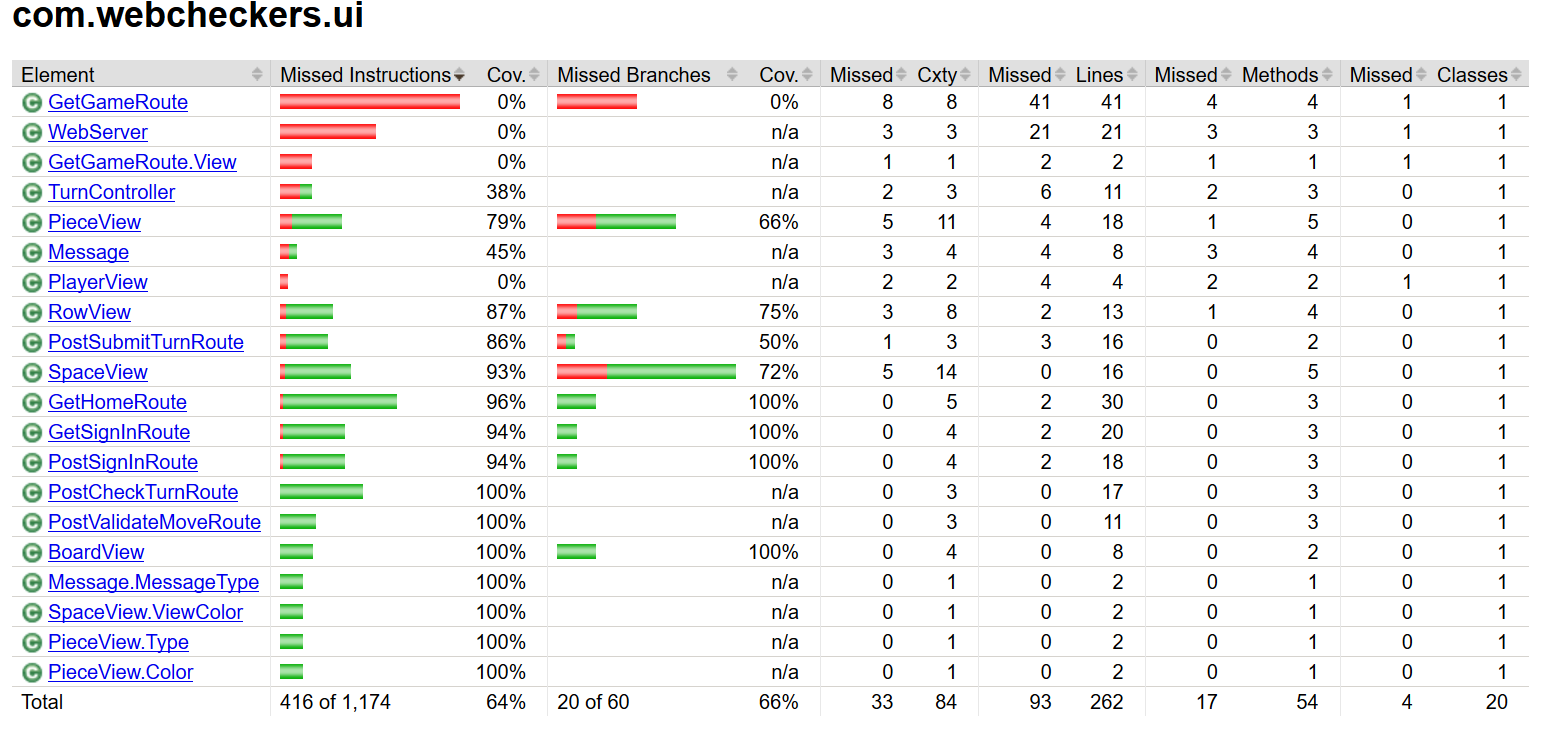 com.webcheckers.ui
Element Missed Instructions Cov. Missed Branches Cov. Missed Cxty Missed Lines Missed Methods Missed Classes
C GetGameRoute 0% 0% 8 8 41 41 4 4 1 1
C WebServer 0% n/a 3 3 21 21 3 3 1 1
C GetGameRoute.View 0% n/a 1 1 2 2 1 1 1 1
C TurnController 38% n/a 2 3 6 11 2 3 0 1
C PieceView 79% 66% 5 11 4 18 1 5 0 1
C Message 45% n/a 3 4 4 8 3 4 0 1
C PlayerView 0% n/a 2 2 4 4 2 2 1 1
C RowView 87% 75% 3 8 2 13 1 4 0 1
C PostSubmitTurnRoute 86% 50% 1 3 3 16 0 2 0 1
C SpaceView 93% 72% 5 14 0 16 0 5 0 1
C GetHomeRoute 96% 100% 0 5 2 30 0 3 0 1
C GetSignInRoute 94% 100% 0 4 2 20 0 3 0 1
C PostSignInRoute 94% 100% 0 4 2 18 0 3 0 1
C PostCheckTurnRoute 100% n/a 0 3 0 17 0 3 0 1
C PostValidateMoveRoute 100% n/a 0 3 0 11 0 3 0 1
C BoardView 100% 100% 0 4 0 8 0 2 0 1
C Message.MessageType 100% n/a 0 1 0 2 0 1 0 1
C SpaceView.ViewColor 100% n/a 0 1 0 2 0 1 0 1
C PieceView.Type 100% n/a 0 1 0 2 0 1 0 1
C PieceView.Color 100% n/a 0 1 0 2 0 1 0 1
Total 416 of 1,174 64% 20 of 60 66% 33 84 93 262 17 54 4 20